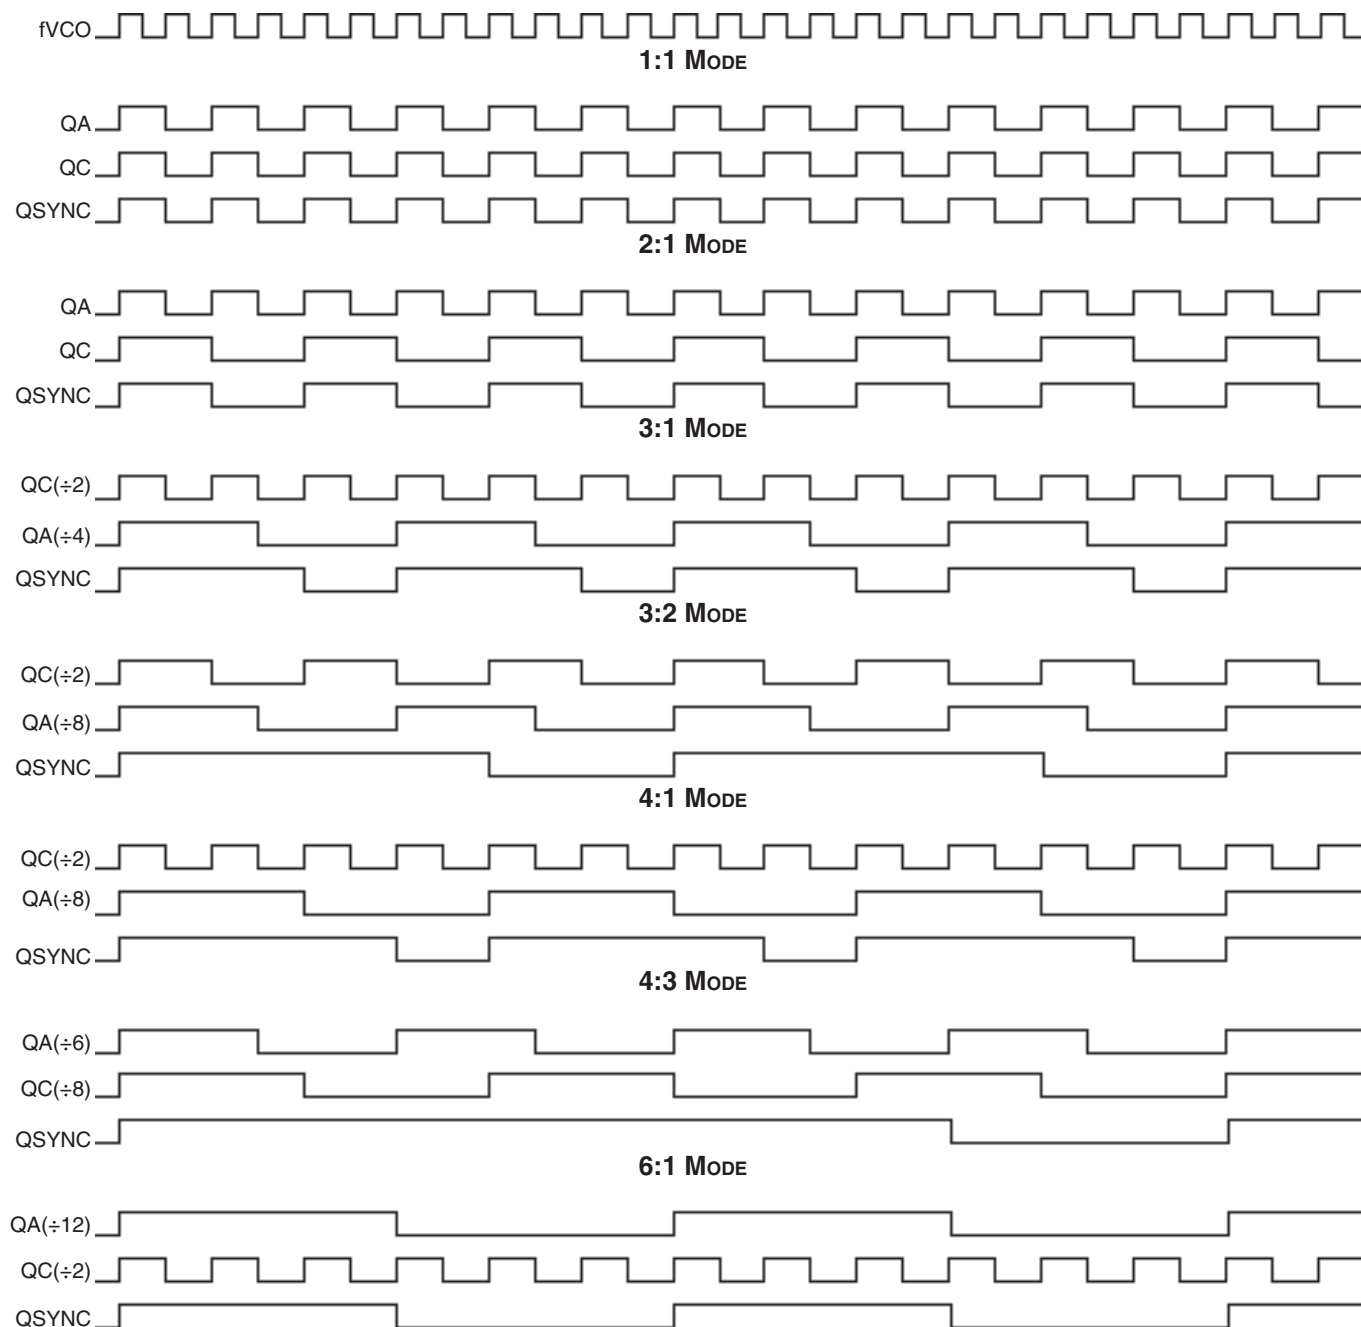 fVCO
1:1 MODE
QA
QC
QSYNC
2:1 MODE
QA
QC
QSYNC
3:1 MODE
QC(÷2)
QA(÷4)
QSYNC
3:2 MODE
QC(÷2)
QA(÷8)
QSYNC
4:1 MODE
QC(÷2)
QA(÷8)
QSYNC
4:3 MODE
QA(÷6)
QC(÷8)
QSYNC
6:1 MODE
QA(÷12)
QC(÷2)
QSYNC